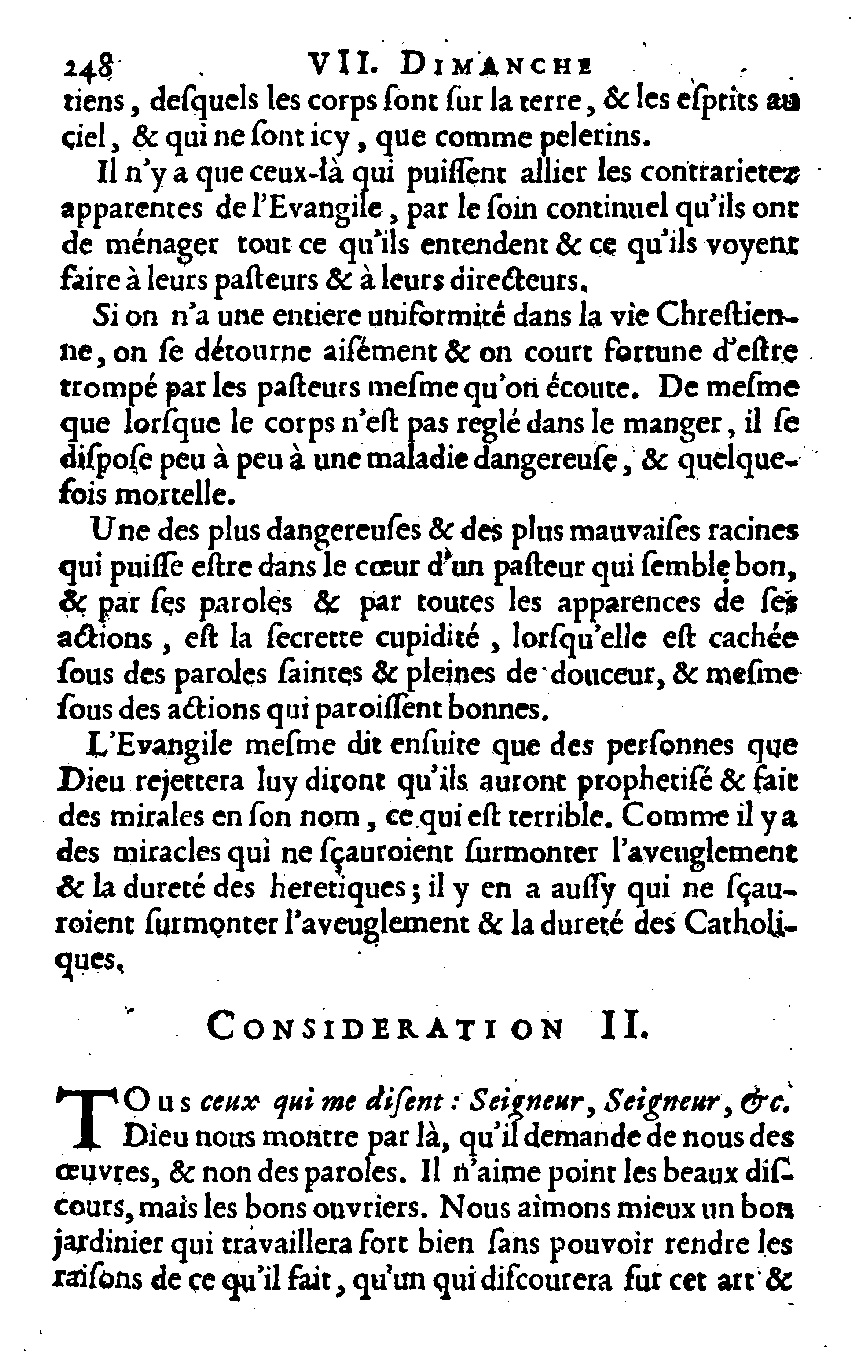 248 VII. DIMANCHE
tiens, deſquels les corps ſont ſur la terre, & les eſprits au
ciel, & qui ne ſont icy, que comme pelerins.
Il n'y a que ceux-là qui puiſſent allier les contrarietez
apparentes de l'Evangile, par le ſoin continuel qu'ils ont
de ménager tout ce qu'ils entendent & ce qu'ils voyent
faire à leurs paſteurs & à leurs directeurs.
Si on n'a une entiere uniformité dans la vie Chreſtien-
ne, on ſe détourne aiſément & on court fortune d'eſtre
trompé par les paſteurs meſme qu'on écoute. De meſme
que lorſque le corps n'eſt pas reglé dans le manger, il ſe
diſpoſe peu à peu à une maladie dangereuſe, & quelque-
fois mortelle.
Une des plus dangereuſes & des plus mauvaiſes racines
qui puiſſe eſtre dans le cœur d'un paſteur qui ſemble bon,
& par ſes paroles & par toutes les apparences de ſes
actions, eſt la ſecrette cupidité, lorſqu'elle eſt cachée
ſous des paroles ſaintes & pleines de douceur, & meſme
ſous des actions qui paroiſſent bonnes.
L'Evangile meſme dit enſuite que des perſonnes que
Dieu rejettera luy diront qu'ils auront prophetiſé & fait
des mirales en ſon nom, ce qui eſt terrible. Comme il y a
des miracles qui ne ſçauroient ſurmonter l'aveuglement
& la dureté des heretiques; il y en a auſſy qui ne ſçau-
roient ſurmonter l'aveuglement & la dureté des Catholi-
ques.
CONSIDERATION II.
TOus ceux qui me diſent : Seigneur, Seigneur, &c.
Dieu nous montre par là, qu'il demande de nous des
œuvres, & non des paroles. Il n'aime point les beaux diſ-
cours, mais les bons ouvriers. Nous aimons mieux un bon
jardinier qui travaillera fort bien ſans pouvoir rendre les
raiſons de ce qu'il fait, qu'un qui diſcourera ſur cet art &